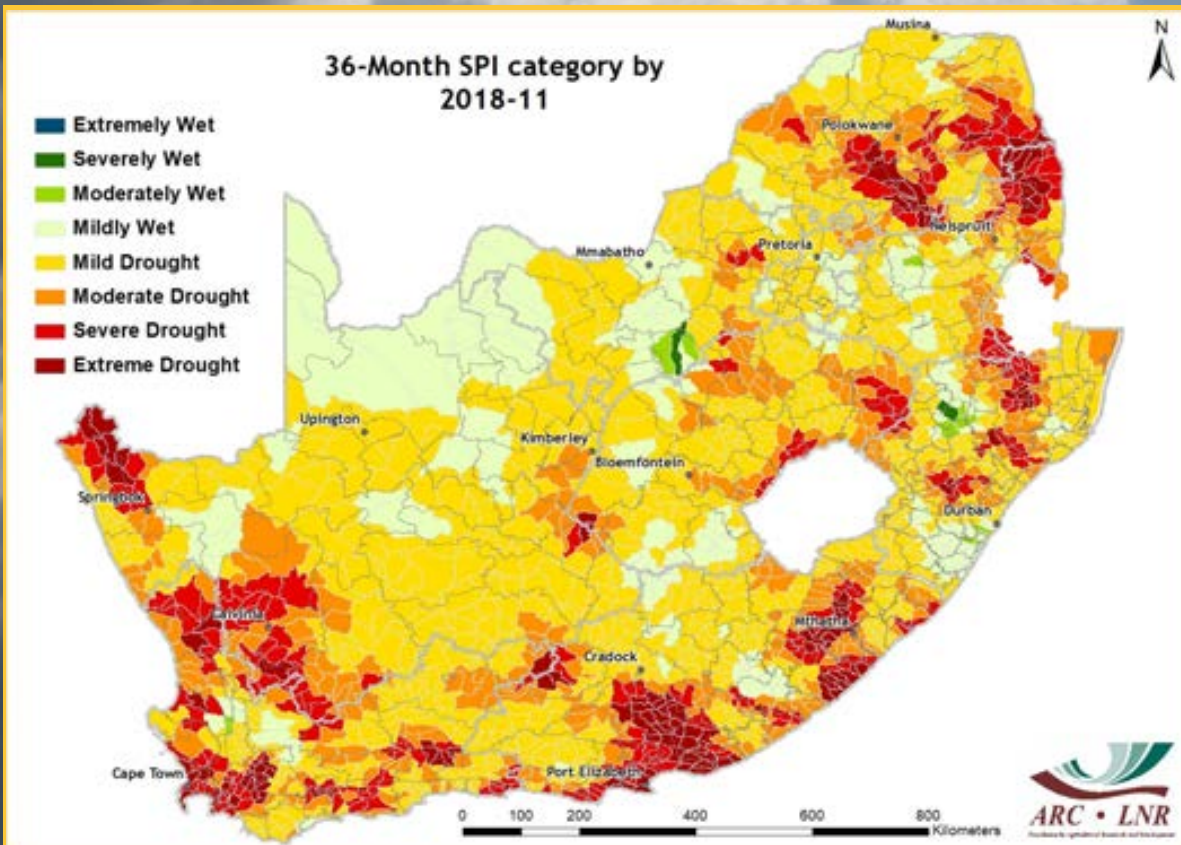 36-Month SPI category by
2018-11
N
Extremely Wet
Severely Wet
Moderately Wet
Mildly Wet
Mild Drought
Moderate Drought
Severe Drought
Extreme Drought
Musina
Polokwane
Nelspruit
Pretoria
Mmabatho
Upington
Kimberley
Bloemfontein
Springbok
Durban
Mthatha
Cradock
Cape Town
Port Elizabeth
0 100 200 400 600 800
Kilometers
ARC • LNR